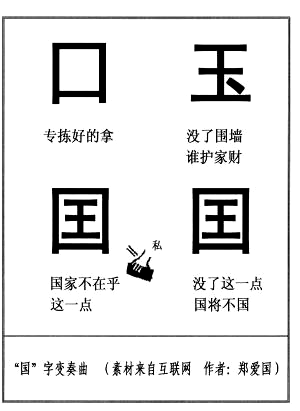 口
玉
专拣好的拿
没了围墙
谁护家财
囯
私
囯
国家不在乎
这一点
没了这一点
国将不国
“国”字变奏曲 （素材来自互联网 作者：郑爱国）